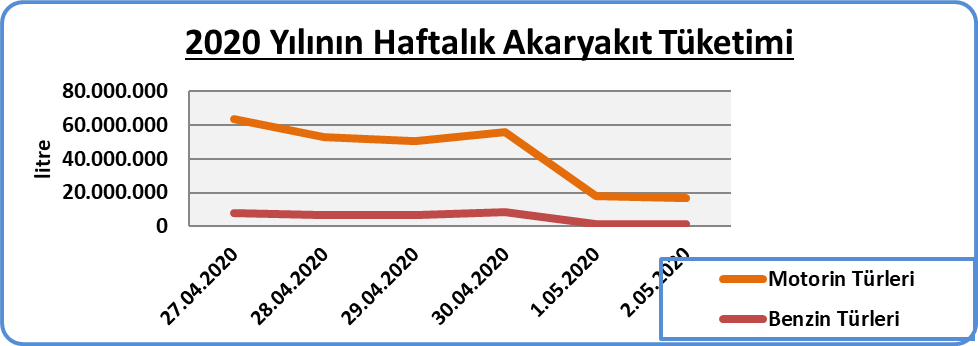 2020 Yılının Haftalık Akaryakıt Tüketimi
litre
80.000.000
60.000.000
40.000.000
20.000.000
0
27.04.2020
28.04.2020
29.04.2020
30.04.2020
1.05.2020
2.05.2020
Motorin Türleri
Benzin Türleri